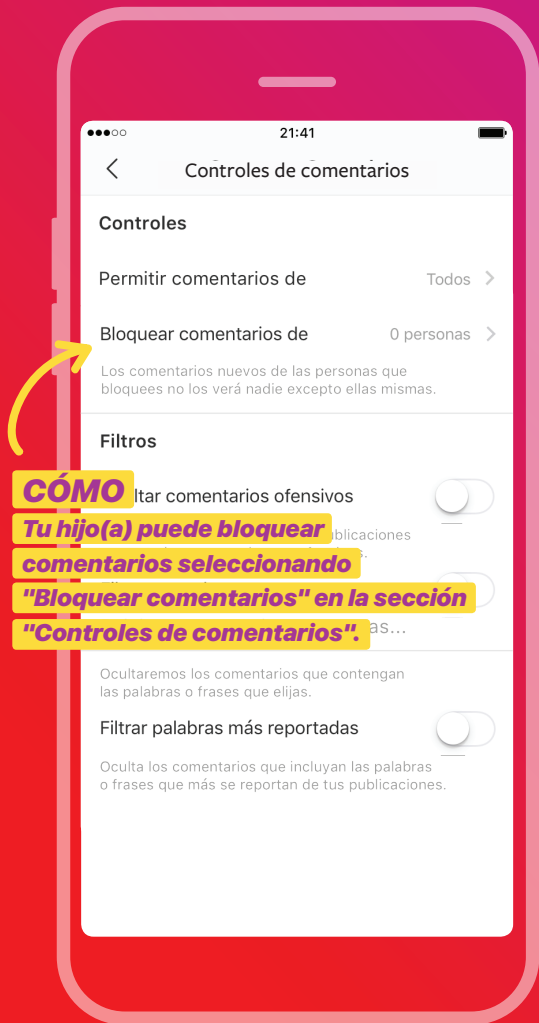 21:41
Controles de comentarios
Controles
Permitir comentarios de Todos
Bloquear comentarios de 0 personas
Los comentarios nuevos de las personas que
bloquees no los verá nadie excepto ellas mismas.
Filtros
CÓMO
ltar comentarios ofensivos
Tu hijo(a) puede bloquear
blicaciones
comentarios seleccionando
"Bloquear comentarios" en la sección
"Controles de comentarios".
as...
Ocultaremos los comentarios que contengan
las palabras o frases que elijas.
Filtrar palabras más reportadas
Oculta los comentarios que incluyan las palabras
o frases que más se reportan de tus publicaciones.